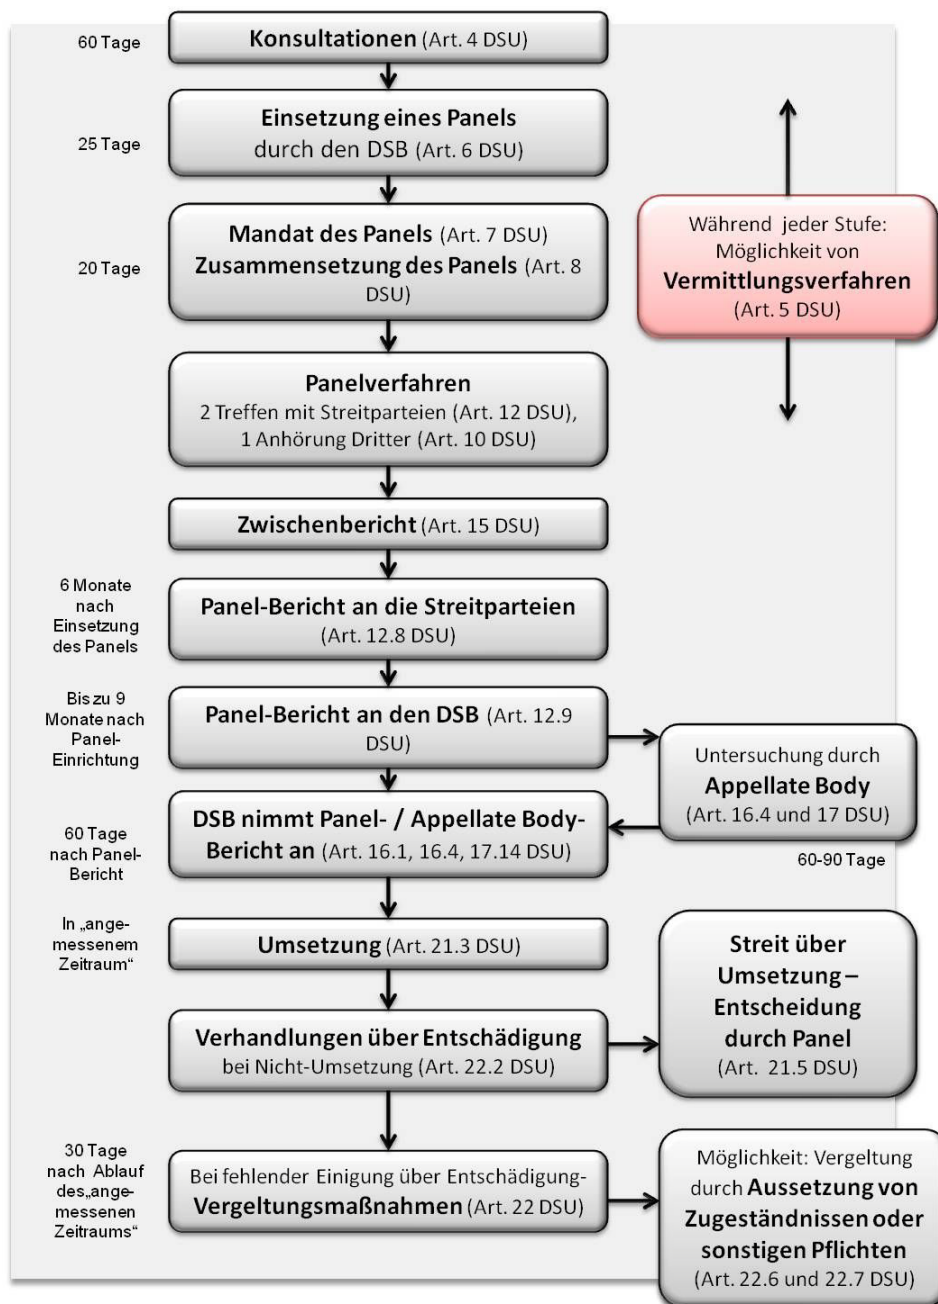 60 Tage
Konsultationen (Art. 4 DSU)
25 Tage
Einsetzung eines Panels
durch den DSB (Art. 6 DSU)
20 Tage
Mandat des Panels (Art. 7 DSU)
Zusammensetzung des Panels (Art. 8
DSU)
Während jeder Stufe:
Möglichkeit von
Vermittlungsverfahren
(Art. 5 DSU)
Panelverfahren
2 Treffen mit Streitparteien (Art. 12 DSU),
1 Anhörung Dritter (Art. 10 DSU)
Zwischenbericht (Art. 15 DSU)
6 Monate
nach
Einsetzung
des Panels
Panel-Bericht an die Streitparteien
(Art. 12.8 DSU)
Bis zu 9
Monate nach
Panel-
Einrichtung
Panel-Bericht an den DSB (Art. 12.9
DSU)
Untersuchung durch
Appellate Body
(Art. 16.4 und 17 DSU)
60-90 Tage
60 Tage
nach Panel-
Bericht
DSB nimmt Panel- / Appellate Body-
Bericht an (Art. 16.1, 16.4, 17.14 DSU)
In „ange-
messenem
Zeitraum“
Umsetzung (Art. 21.3 DSU)
Verhandlungen über Entschädigung
bei Nicht-Umsetzung (Art. 22.2 DSU)
Streit über
Umsetzung –
Entscheidung
durch Panel
(Art. 21.5 DSU)
30 Tage
nach Ablauf
des„ange-
messenen
Zeitraums“
Bei fehlender Einigung über Entschädigung-
Vergeltungsmaßnahmen (Art. 22 DSU)
Möglichkeit: Vergeltung
durch Aussetzung von
Zugeständnissen oder
sonstigen Pflichten
(Art. 22.6 und 22.7 DSU)